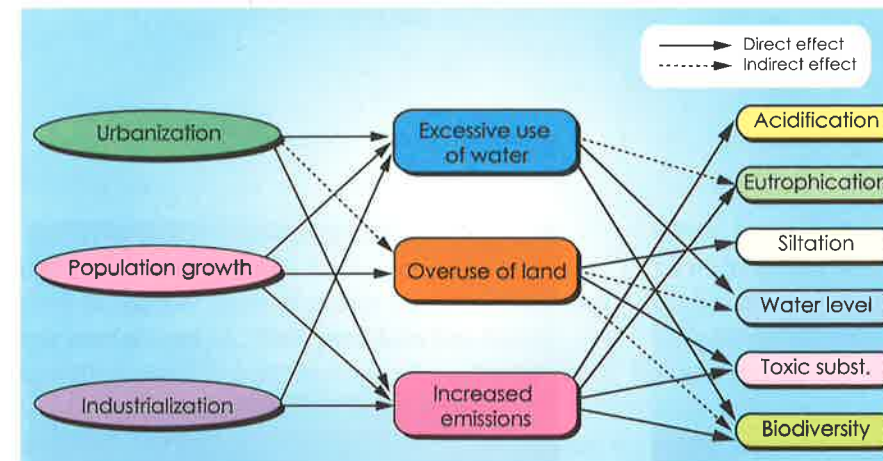 Direct effect
Indirect effect
Urbanization
Population growth
Industrialization
Excessive use
of water
Overuse of land
Increased
emissions
Acidification
Eutrophication
Siltation
Water level
Toxic subst.
Biodiversity